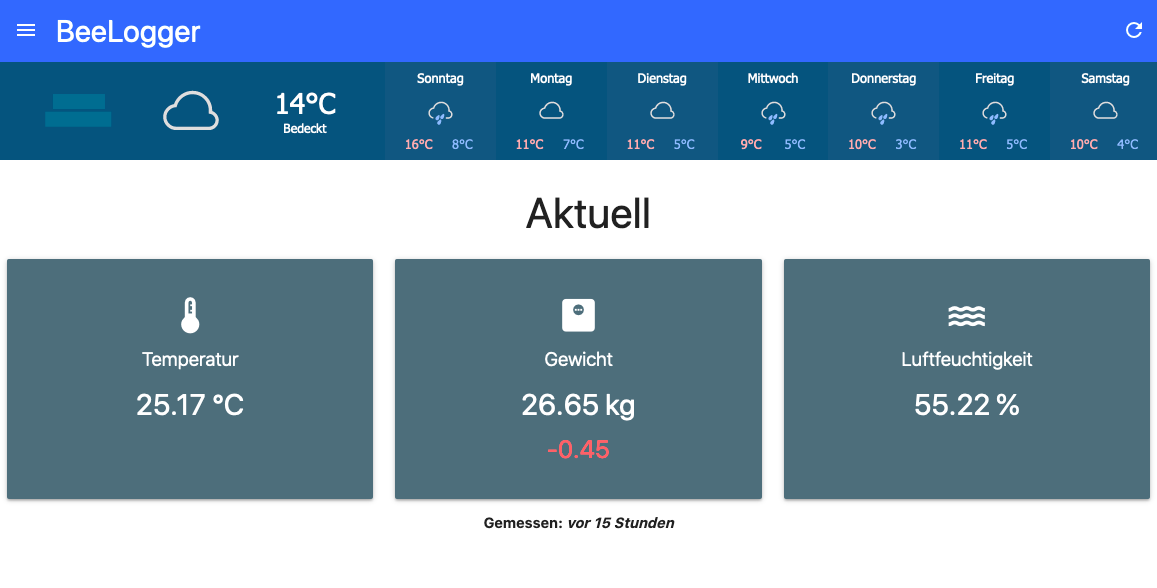 BeeLogger
14°C
Bedeckt
Sonntag
16°C 8°C
Montag
11°C 7°C
Dienstag
11°C 5°C
Mittwoch
9°C 5°C
Donnerstag
10°C 3°C
Freitag
11°C 5°C
Samstag
10°C 4°C
Aktuell
Temperatur
25.17 °C
Gewicht
26.65 kg
-0.45
Luftfeuchtigkeit
55.22 %
Gemessen: vor 15 Stunden